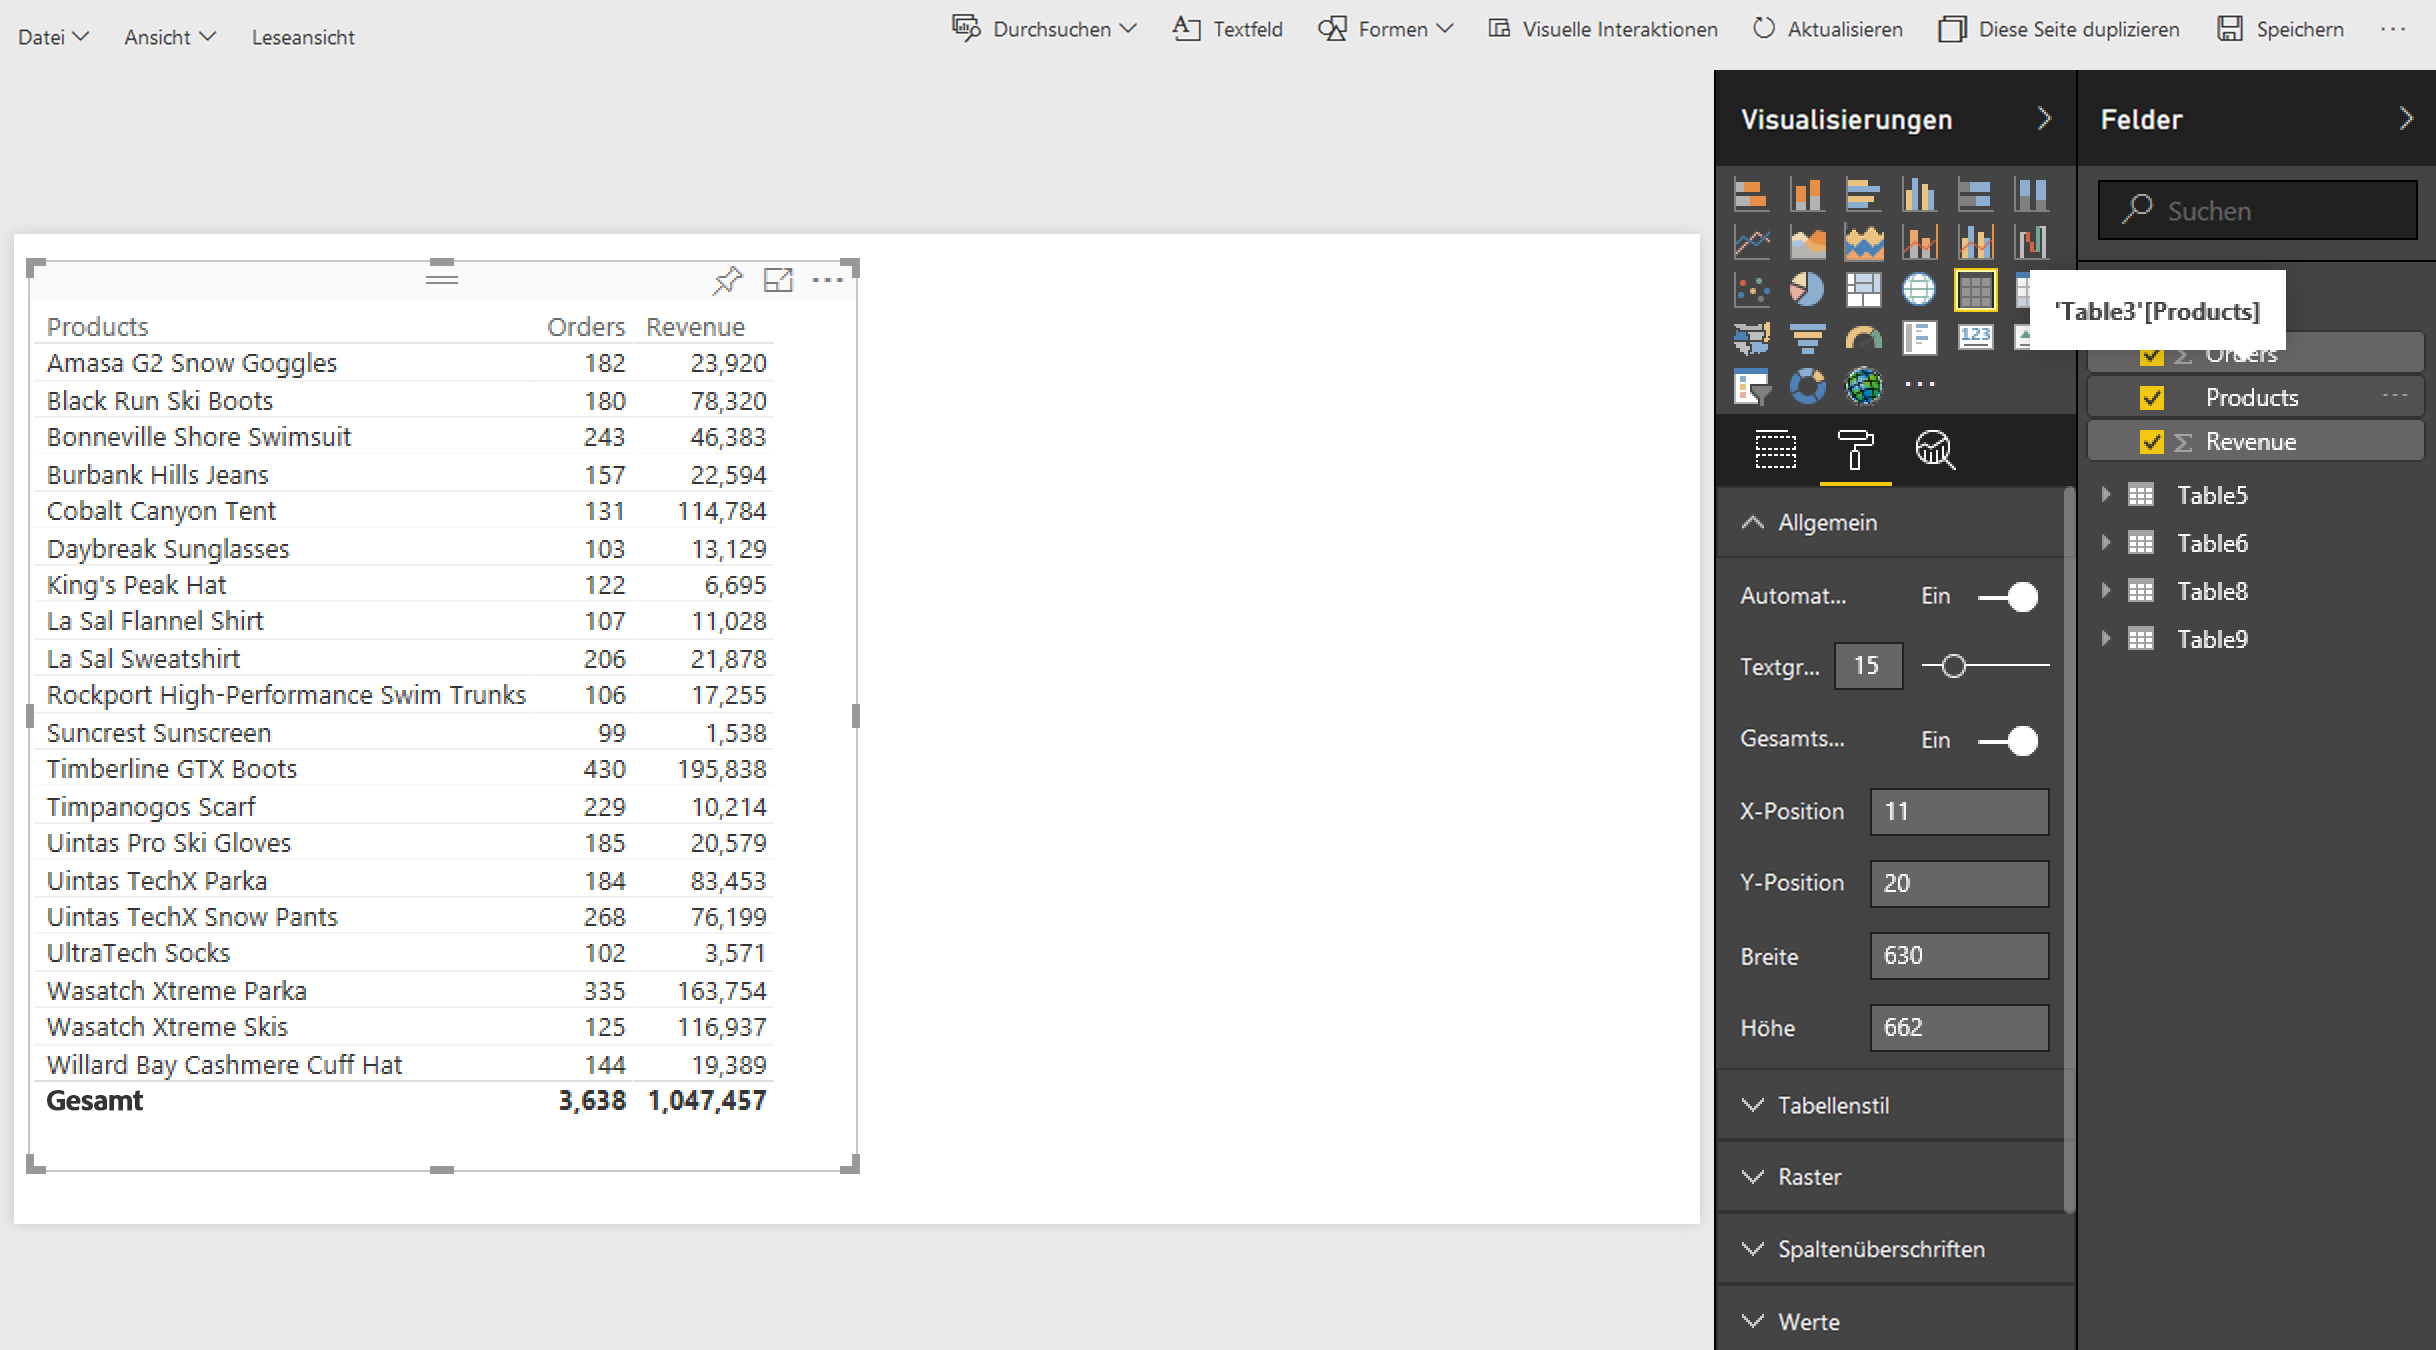 Datei Ansicht Leseansicht Durchsuchen Textfeld Formen Visuelle Interaktionen Aktualisieren Diese Seite duplizieren Speichern
Products Orders Revenue
Amasa G2 Snow Goggles 182 23,920
Black Run Ski Boots 180 78,320
Bonneville Shore Swimsuit 243 46,383
Burbank Hills Jeans 157 22,594
Cobalt Canyon Tent 131 114,784
Daybreak Sunglasses 103 13,129
King's Peak Hat 122 6,695
La Sal Flannel Shirt 107 11,028
La Sal Sweatshirt 206 21,878
Rockport High-Performance Swim Trunks 106 17,255
Suncrest Sunscreen 99 1,538
Timberline GTX Boots 430 195,838
Timpanogos Scarf 229 10,214
Uintas Pro Ski Gloves 185 20,579
Uintas TechX Parka 184 83,453
Uintas TechX Snow Pants 268 76,199
UltraTech Socks 102 3,571
Wasatch Xtreme Parka 335 163,754
Wasatch Xtreme Skis 125 116,937
Willard Bay Cashmere Cuff Hat 144 19,389
Gesamt 3,638 1,047,457
Visualisierungen
123
Allgemein
Automat... Ein
Textgr... 15
Gesamts... Ein
X-Position 11
Y-Position 20
Breite 630
Höhe 662
Tabellenstil
Raster
Spaltenüberschriften
Werte
Felder
Suchen
'Table3'[Products]
Σ Orders
Products
Σ Revenue
Table5
Table6
Table8
Table9